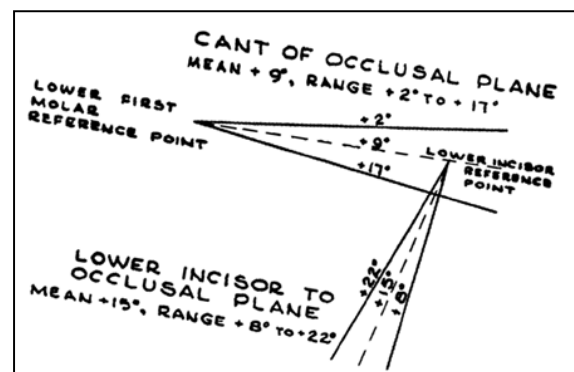 CANT OF OCCLUSAL PLANE
MEAN + 9°, RANGE +2° TO + 17°
LOWER FIRST
MOLAR
REFERENCE POINT
+2°
+9°
+17°
LOWER INCISOR
REFERENCE
POINT
LOWER INCISOR TO
OCCLUSAL PLANE
MEAN +15°, RANGE +8° TO +22°
+22°
+15°
+8°